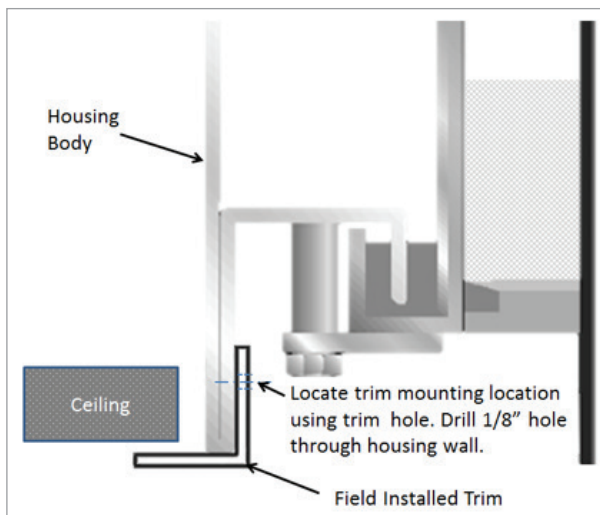 Housing
Body
Ceiling
Locate trim mounting location
using trim hole. Drill 1/8” hole
through housing wall.
Field Installed Trim